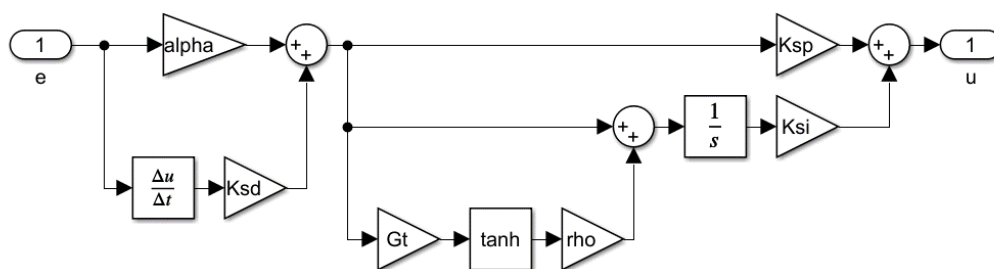 1
e
alpha
+
+
Δu
Δt
Ksd
Gt
tanh
rho
+
+
1
s
Ksp
Ksi
+
+
1
u